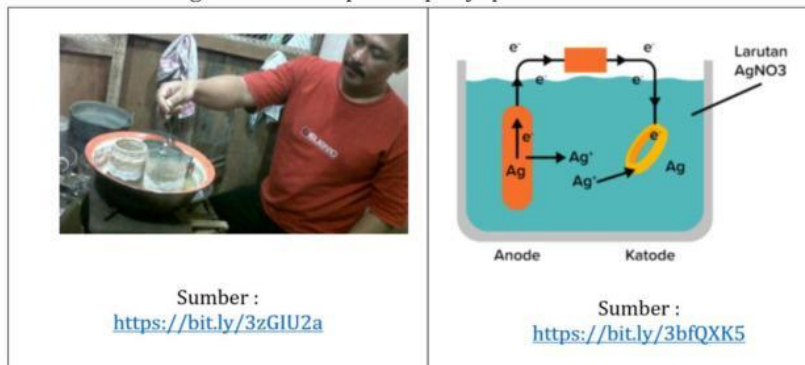 Sumber :
https://bit.ly/3zGIU2a
e⁻
e⁻
e⁻
e⁻
Larutan
AgNO3
e⁻
e⁻
Ag
Ag⁺
Ag⁺
Ag
Anode
Katode
Sumber :
https://bit.ly/3bfQXK5